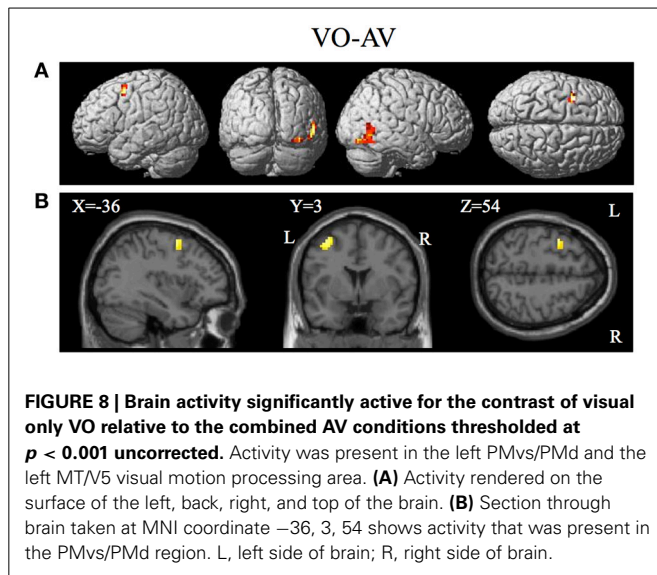 VO-AV
A
B
X=-36
Y=3
Z=54
L
L
R
R
FIGURE 8 | Brain activity significantly active for the contrast of visual
only VO relative to the combined AV conditions thresholded at
p < 0.001 uncorrected. Activity was present in the left PMvs/PMd and the
left MT/V5 visual motion processing area. (A) Activity rendered on the
surface of the left, back, right, and top of the brain. (B) Section through
brain taken at MNI coordinate −36, 3, 54 shows activity that was present in
the PMvs/PMd region. L, left side of brain; R, right side of brain.